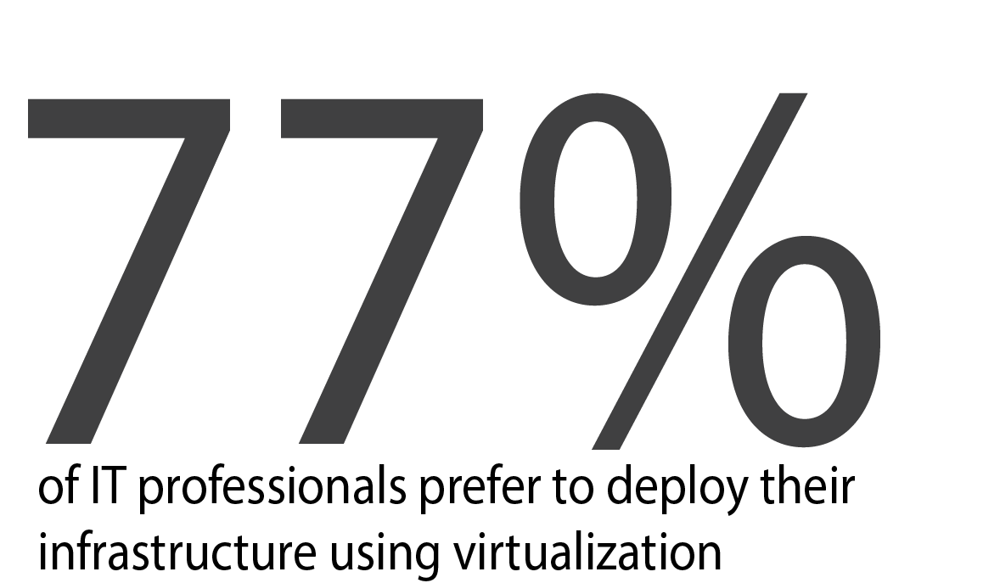 77%
of IT professionals prefer to deploy their
infrastructure using virtualization